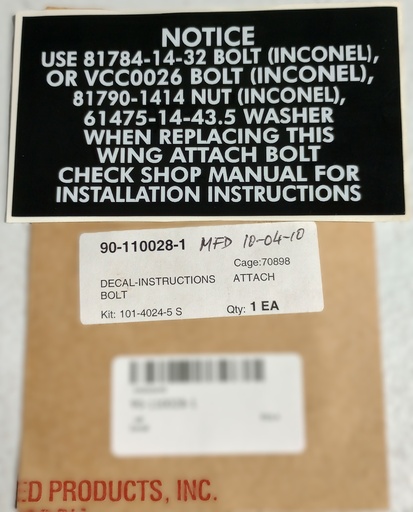 NOTICE
USE 81784-14-32 BOLT (INCONEL),
OR VCC0026 BOLT (INCONEL),
81790-1414 NUT (INCONEL),
61475-14-43.5 WASHER
WHEN REPLACING THIS
WING ATTACH BOLT
CHECK SHOP MANUAL FOR
INSTALLATION INSTRUCTIONS
90-110028-1 MFD 10-04-10
Cage:70898
DECAL-INSTRUCTIONS ATTACH
BOLT
Kit: 101-4024-5 S Qty: 1 EA
ED PRODUCTS, INC.